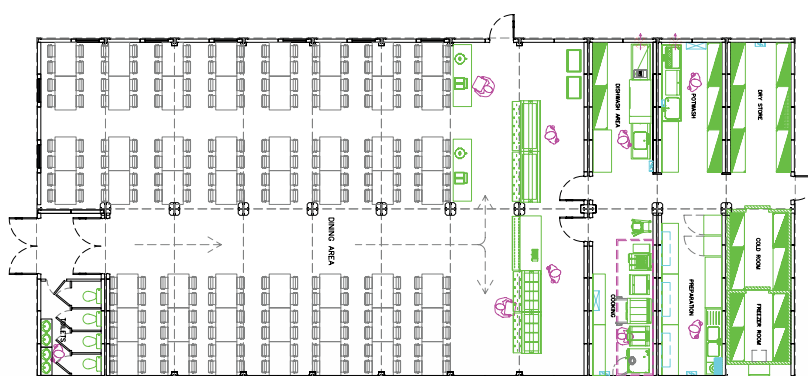 DISHWASH AREA
POTWASH
DRY STORE
DINING AREA
TOILETS
COOKING
PREPARATION
COLD ROOM
FREEZER ROOM